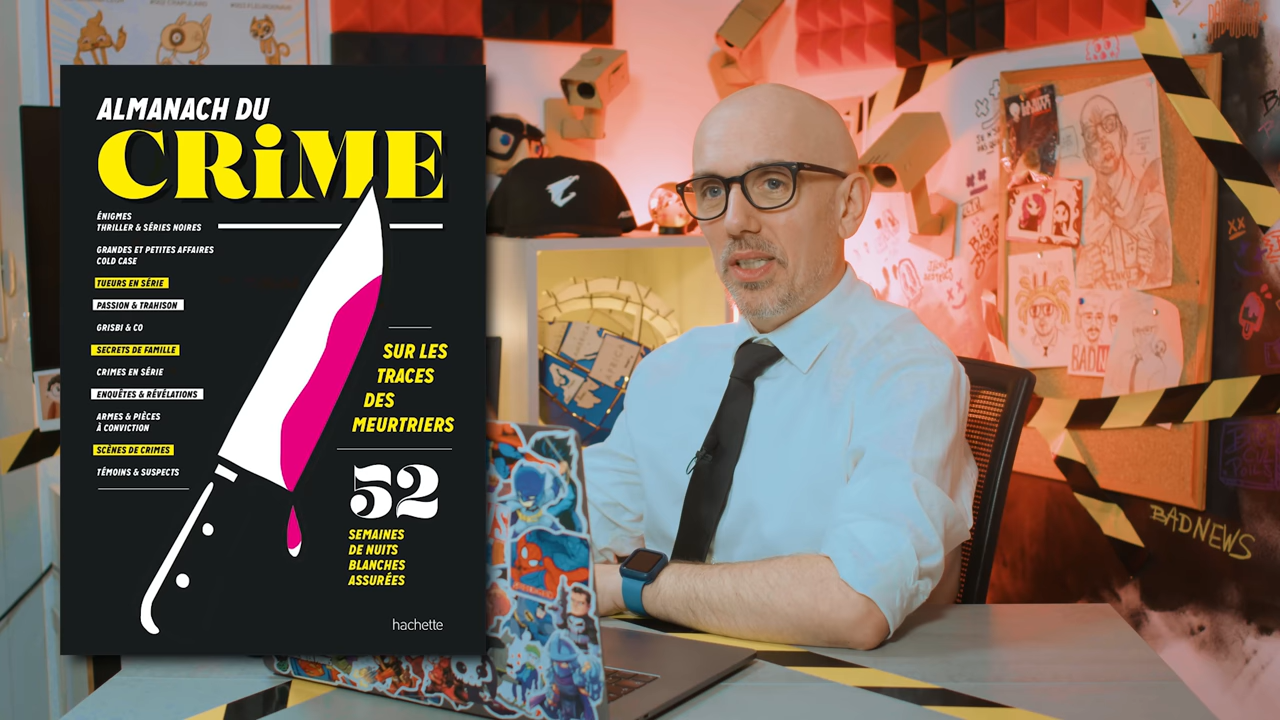 ALMANACH DU
CRiME
ÉNIGMES
THRILLER & SÉRIES NOIRES
GRANDES ET PETITES AFFAIRES
COLD CASE
TUEURS EN SÉRIE
PASSION & TRAHISON
GRISBI & CO
SECRETS DE FAMILLE
CRIMES EN SÉRIE
ENQUÊTES & RÉVÉLATIONS
ARMES & PIÈCES
À CONVICTION
SCÈNES DE CRIMES
TÉMOINS & SUSPECTS
SUR LES
TRACES
DES
MEURTRIERS
52
SEMAINES
DE NUITS
BLANCHES
ASSURÉES
hachette
BADNEWS